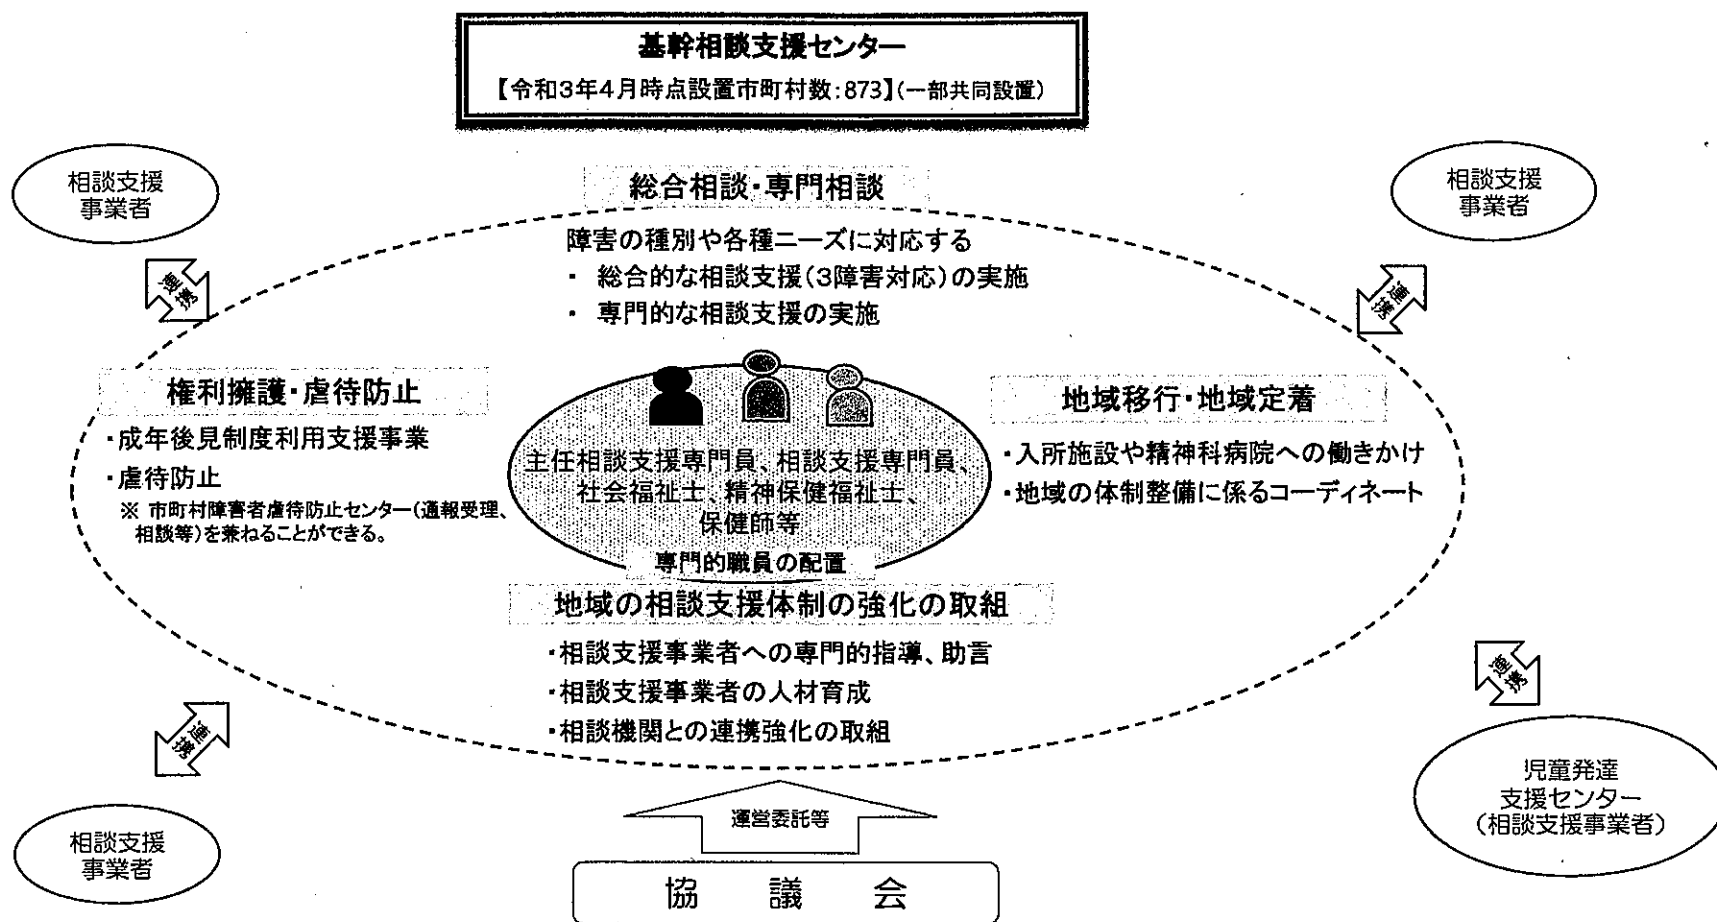 基幹相談支援センター
【令和3年4月時点設置市町村数:873】(一部共同設置)
相談支援
事業者
相談支援
事業者
連携
連携
総合相談・専門相談
障害の種別や各種ニーズに対応する
・ 総合的な相談支援(3障害対応)の実施
・ 専門的な相談支援の実施
権利擁護・虐待防止
・成年後見制度利用支援事業
・虐待防止
※ 市町村障害者虐待防止センター(通報受理、
相談等)を兼ねることができる。
主任相談支援専門員、相談支援専門員、
社会福祉士、精神保健福祉士、
保健師等
専門的職員の配置
地域移行・地域定着
・入所施設や精神科病院への働きかけ
・地域の体制整備に係るコーディネート
地域の相談支援体制の強化の取組
・相談支援事業者への専門的指導、助言
・相談支援事業者の人材育成
・相談機関との連携強化の取組
連携
連携
相談支援
事業者
児童発達
支援センター
(相談支援事業者)
運営委託等
協 議 会